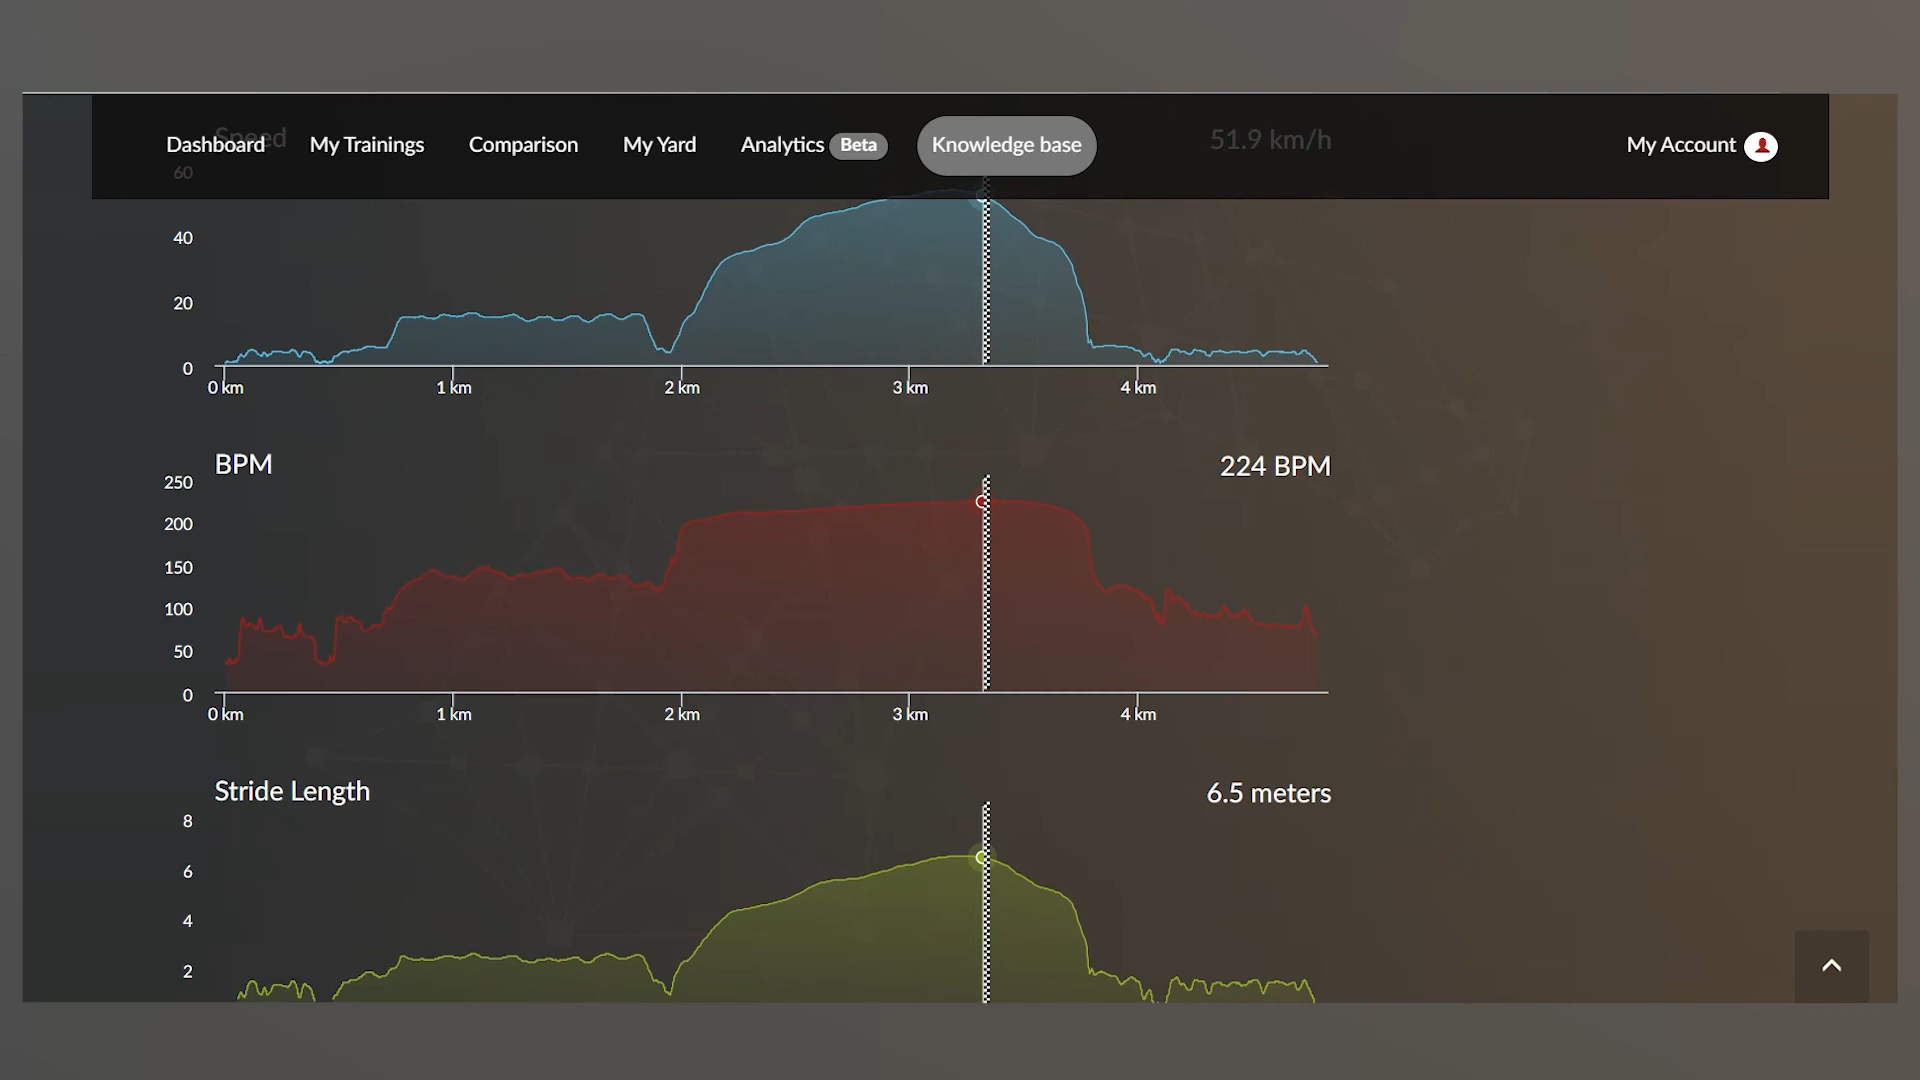 Dashboard My Trainings Comparison My Yard Analytics Beta Knowledge base My Account
Speed 51.9 km/h
60
40
20
0
0 km 1 km 2 km 3 km 4 km
BPM 224 BPM
250
200
150
100
50
0
0 km 1 km 2 km 3 km 4 km
Stride Length 6.5 meters
8
6
4
2